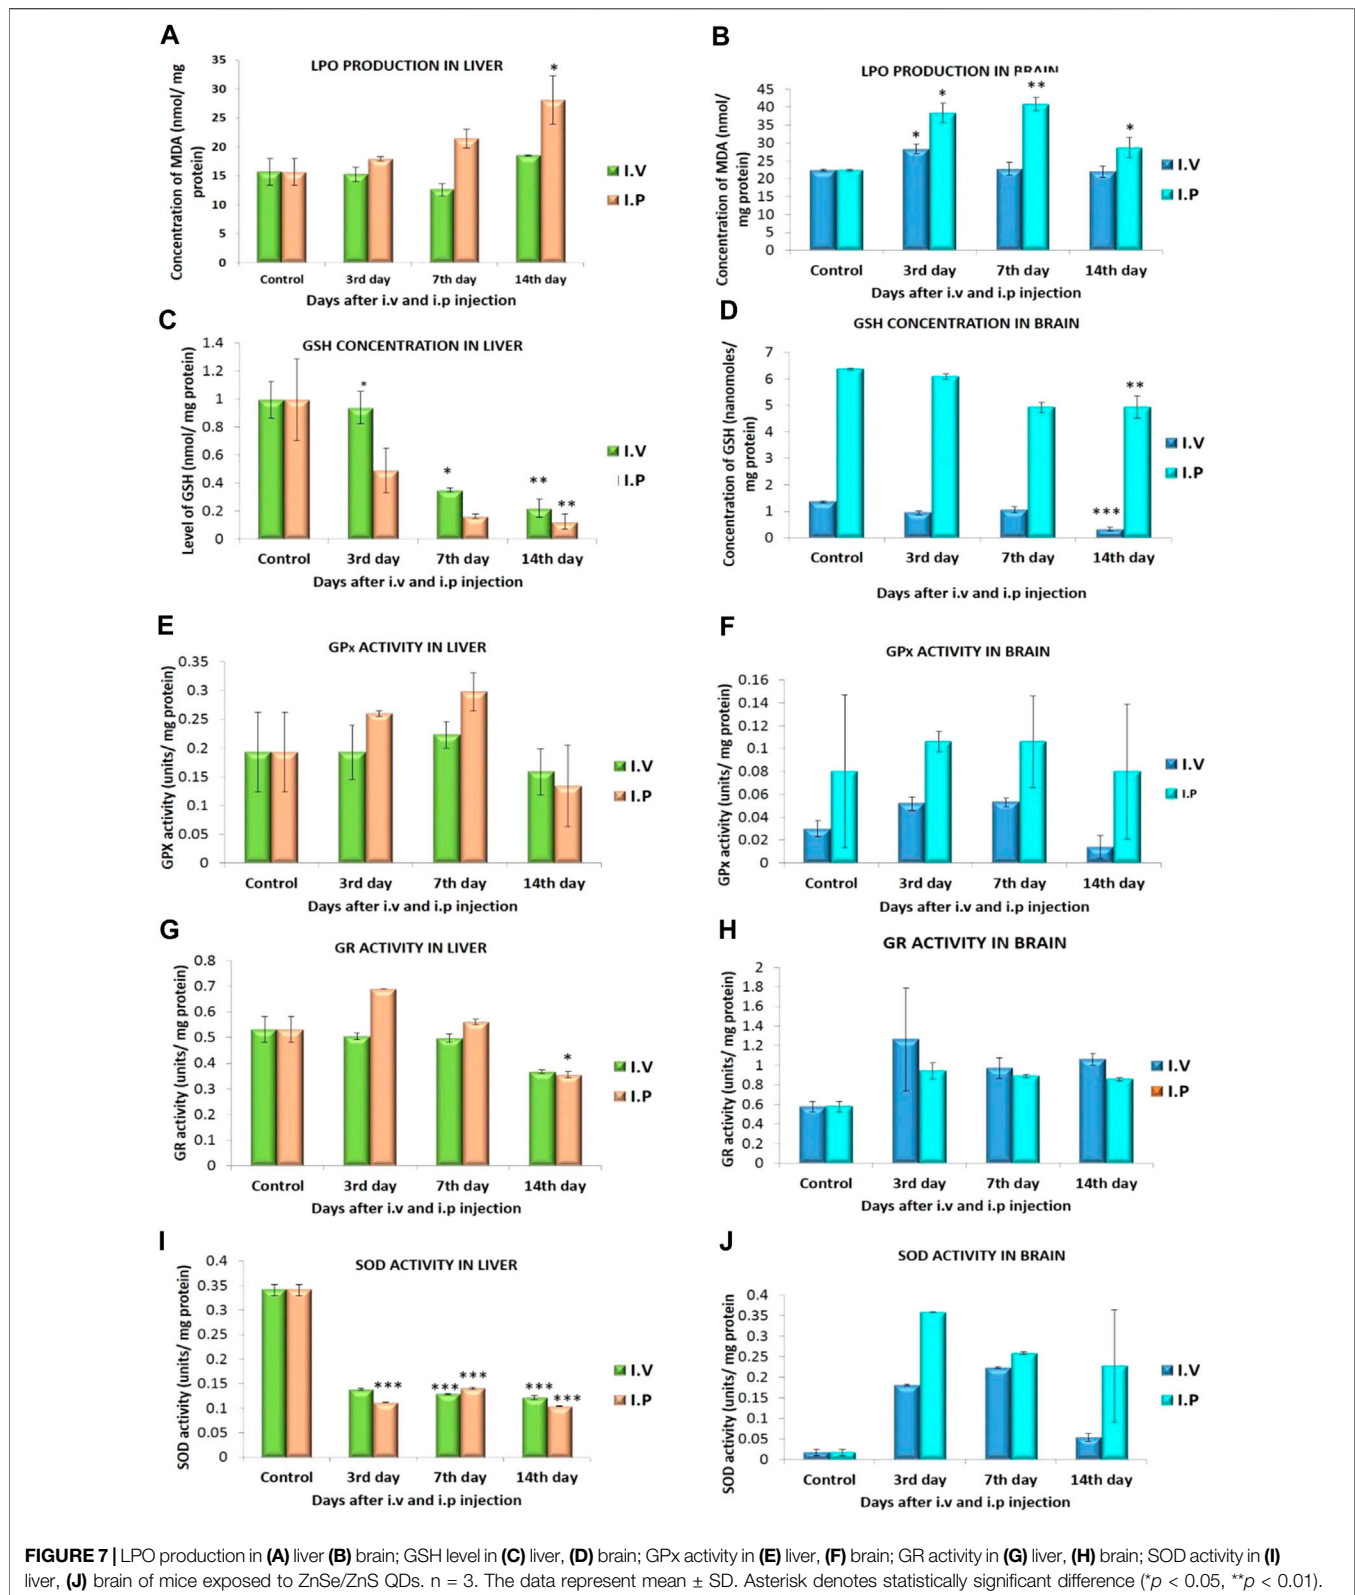 A
LPO PRODUCTION IN LIVER
Concentration of MDA (nmol/ mg
protein)
35
30
25
20
15
10
5
0
*
I.V
I.P
Control 3rd day 7th day 14th day
Days after i.v and i.p injection
B
LPO PRODUCTION IN BRAIN
Concentration of MDA (nmol/
mg protein)
45
40
35
30
25
20
15
10
5
0
* * ** *
I.V
I.P
Control 3rd day 7th day 14th day
Days after i.v and i.p injection
C
GSH CONCENTRATION IN LIVER
Level of GSH (nmol/ mg protein)
1.4
1.2
1
0.8
0.6
0.4
0.2
0
* * ** **
I.V
I.P
Control 3rd day 7th day 14th day
Days after i.v and i.p injection
D
GSH CONCENTRATION IN BRAIN
Concentration of GSH (nanomoles/
mg protein)
7
6
5
4
3
2
1
0
*** **
I.V
I.P
Control 3rd day 7th day 14th day
Days after i.v and i.p injection
E
GPx ACTIVITY IN LIVER
GPX activity (units/ mg protein)
0.35
0.3
0.25
0.2
0.15
0.1
0.05
0
I.V
I.P
Control 3rd day 7th day 14th day
Days after i.v and i.p injection
F
GPx ACTIVITY IN BRAIN
GPx activity (units/ mg protein)
0.16
0.14
0.12
0.1
0.08
0.06
0.04
0.02
0
I.V
I.P
Control 3rd day 7th day 14th day
Days after i.v and i.p injection
G
GR ACTIVITY IN LIVER
GR activity (units/ mg protein)
0.8
0.7
0.6
0.5
0.4
0.3
0.2
0.1
0
*
I.V
I.P
Control 3rd day 7th day 14th day
Days after i.v and i.p injection
H
GR ACTIVITY IN BRAIN
GR activity (units/ mg protein)
2
1.8
1.6
1.4
1.2
1
0.8
0.6
0.4
0.2
0
I.V
I.P
Control 3rd day 7th day 14th day
Days after i.v and i.p injection
I
SOD ACTIVITY IN LIVER
SOD activity (units/ mg protein)
0.4
0.35
0.3
0.25
0.2
0.15
0.1
0.05
0
*** *** *** *** ***
I.V
I.P
Control 3rd day 7th day 14th day
Days after i.v and i.p injection
J
SOD ACTIVITY IN BRAIN
SOD activity (units/ mg protein
0.4
0.35
0.3
0.25
0.2
0.15
0.1
0.05
0
I.V
I.P
Control 3rd day 7th day 14th day
Days after i.v and i.p injection
FIGURE 7 | LPO production in (A) liver (B) brain; GSH level in (C) liver, (D) brain; GPx activity in (E) liver, (F) brain; GR activity in (G) liver, (H) brain; SOD activity in (I)
liver, (J) brain of mice exposed to ZnSe/ZnS QDs. n = 3. The data represent mean ± SD. Asterisk denotes statistically significant difference (*p < 0.05, **p < 0.01).